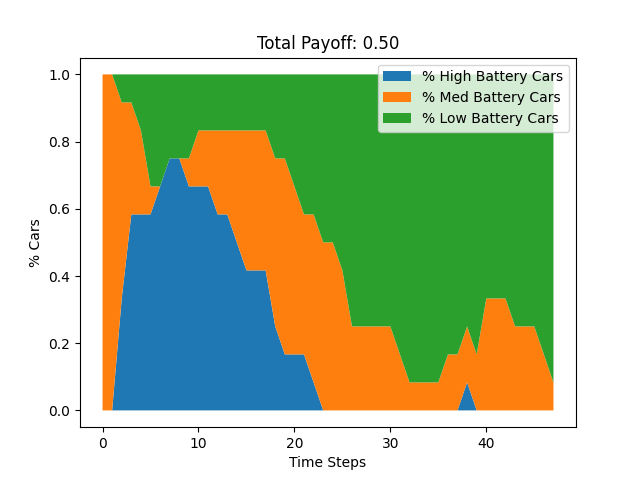 Total Payoff: 0.50
% High Battery Cars
% Med Battery Cars
% Low Battery Cars
1.0
0.8
0.6
0.4
0.2
0.0
% Cars
0 10 20 30 40
Time Steps